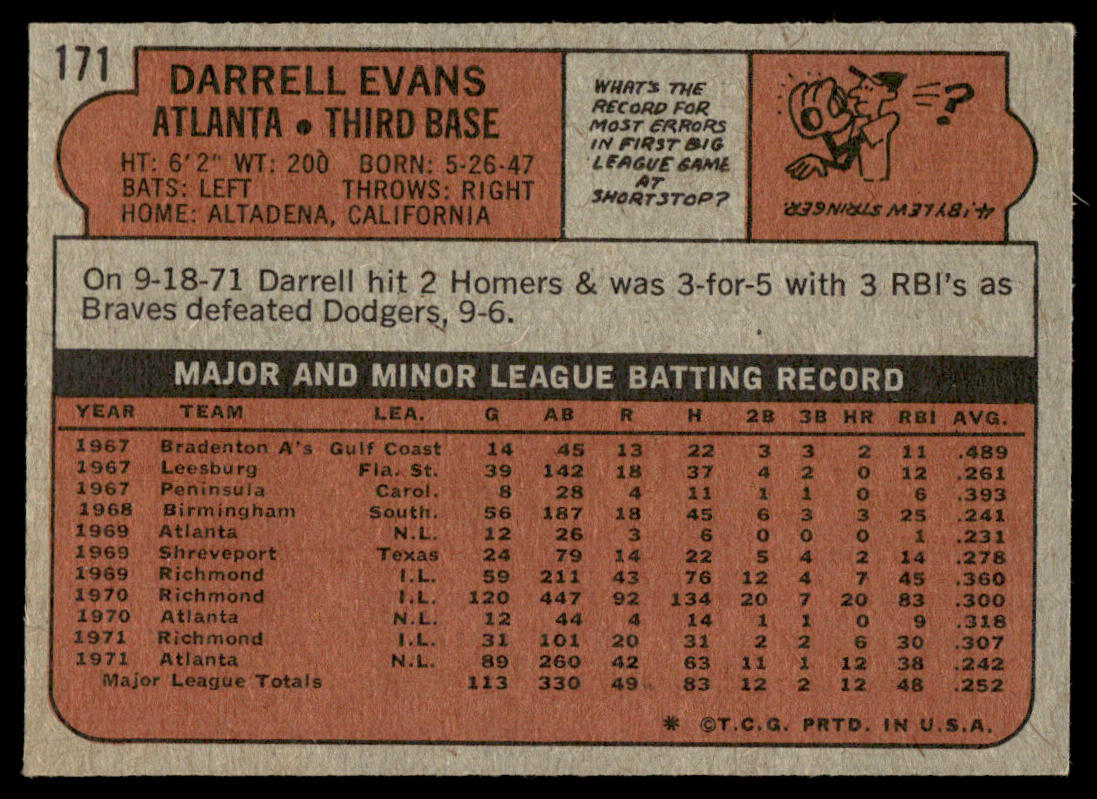 171
DARRELL EVANS
ATLANTA • THIRD BASE
HT: 6'2" WT: 200 BORN: 5-26-47
BATS: LEFT THROWS: RIGHT
HOME: ALTADENA, CALIFORNIA
WHAT'S THE
RECORD FOR
MOST ERRORS
IN FIRST BIG
LEAGUE GAME
AT
SHORTSTOP?
?
4. BY LEW STRINGER
On 9-18-71 Darrell hit 2 Homers & was 3-for-5 with 3 RBI's as
Braves defeated Dodgers, 9-6.
MAJOR AND MINOR LEAGUE BATTING RECORD
YEAR TEAM LEA. G AB R H 2B 3B HR RBI AVG.
1967 Bradenton A's Gulf Coast 14 45 13 22 3 3 2 11 .489
1967 Leesburg Fla. St. 39 142 18 37 4 2 0 12 .261
1967 Peninsula Carol. 8 28 4 11 1 1 0 6 .393
1968 Birmingham South. 56 187 18 45 6 3 3 25 .241
1969 Atlanta N.L. 12 26 3 6 0 0 0 1 .231
1969 Shreveport Texas 24 79 14 22 5 4 2 14 .278
1969 Richmond I.L. 59 211 43 76 12 4 7 45 .360
1970 Richmond I.L. 120 447 92 134 20 7 20 83 .300
1970 Atlanta N.L. 12 44 4 14 1 1 0 9 .318
1971 Richmond I.L. 31 101 20 31 2 2 6 30 .307
1971 Atlanta N.L. 89 260 42 63 11 1 12 38 .242
Major League Totals 113 330 49 83 12 2 12 48 .252
* ©T.C.G. PRTD. IN U.S.A.